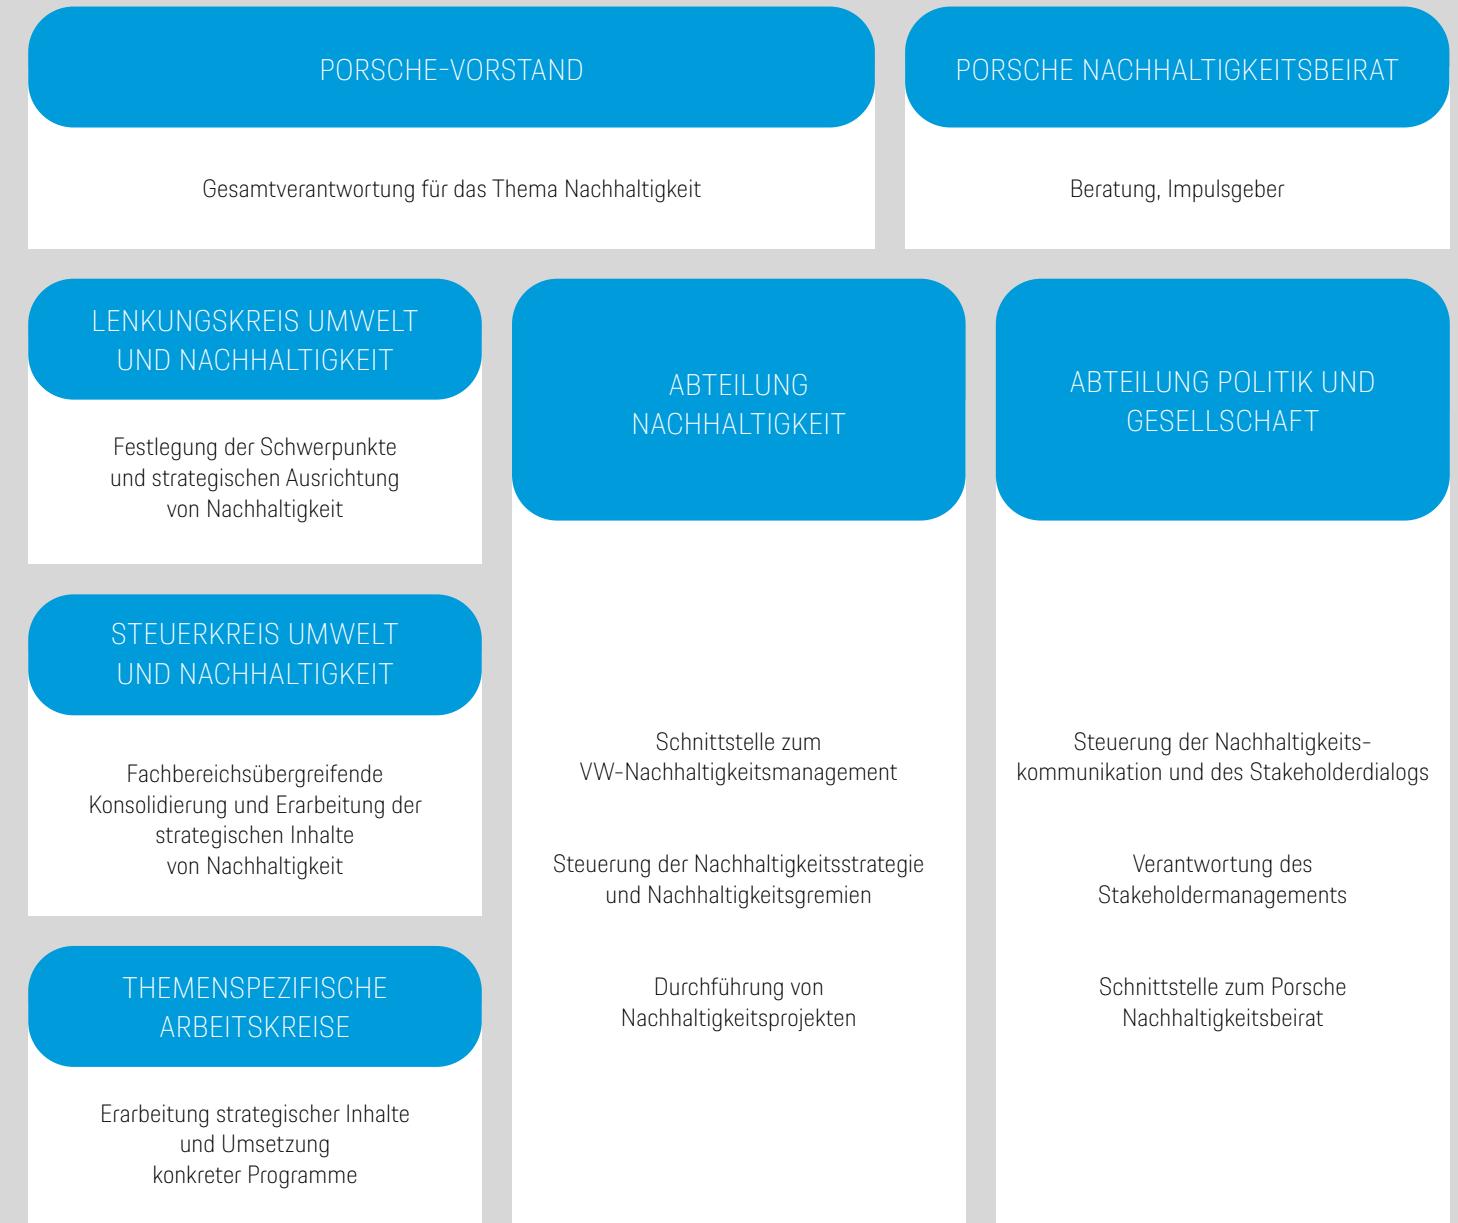 PORSCHE-VORSTAND
Gesamtverantwortung für das Thema Nachhaltigkeit
PORSCHE NACHHALTIGKEITSBEIRAT
Beratung, Impulsgeber
LENKUNGSKREIS UMWELT
UND NACHHALTIGKEIT
Festlegung der Schwerpunkte
und strategischen Ausrichtung
von Nachhaltigkeit
STEUERKREIS UMWELT
UND NACHHALTIGKEIT
Fachbereichsübergreifende
Konsolidierung und Erarbeitung der
strategischen Inhalte
von Nachhaltigkeit
THEMENSPEZIFISCHE
ARBEITSKREISE
Erarbeitung strategischer Inhalte
und Umsetzung
konkreter Programme
ABTEILUNG
NACHHALTIGKEIT
Schnittstelle zum
VW-Nachhaltigkeitsmanagement
Steuerung der Nachhaltigkeitsstrategie
und Nachhaltigkeitsgremien
Durchführung von
Nachhaltigkeitsprojekten
ABTEILUNG POLITIK UND
GESELLSCHAFT
Steuerung der Nachhaltigkeits-
kommunikation und des Stakeholderdialogs
Verantwortung des
Stakeholdermanagements
Schnittstelle zum Porsche
Nachhaltigkeitsbeirat